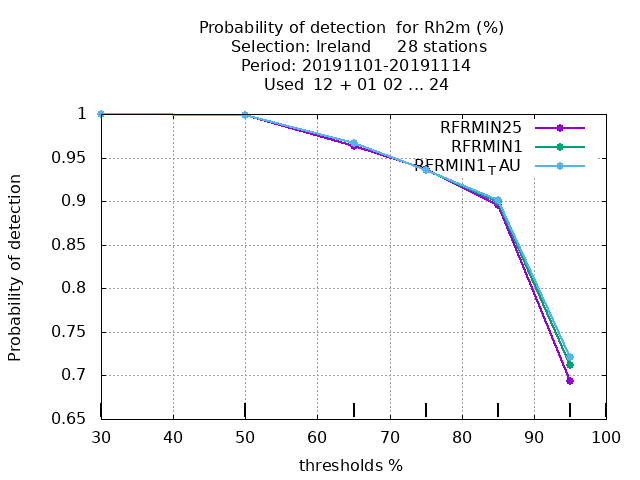 Probability of detection  for Rh2m (%)
Selection: Ireland     28 stations
Period: 20191101-20191114
Used  12 + 01 02 ... 24
RFRMIN25
RFRMIN1
RFRMIN1TAU
1
0.95
0.9
0.85
0.8
0.75
0.7
0.65
Probability of detection
30 40 50 60 70 80 90 100
thresholds %